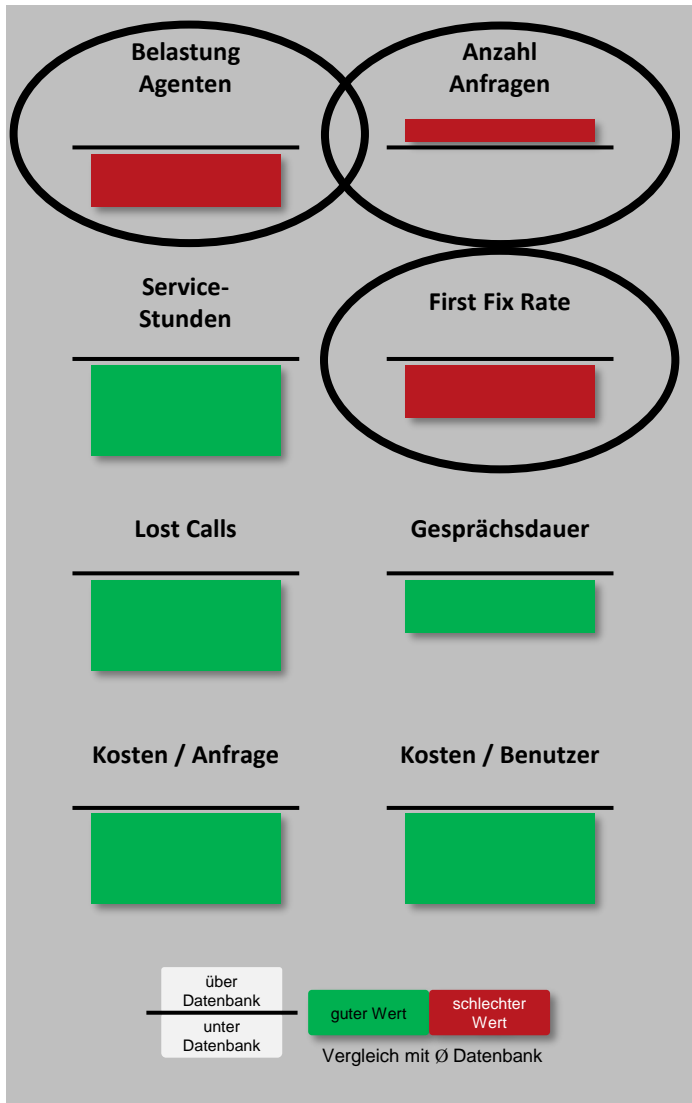 Belastung
Agenten
Anzahl
Anfragen
Service-
Stunden
First Fix Rate
Lost Calls
Gesprächsdauer
Kosten / Anfrage
Kosten / Benutzer
über
Datenbank
unter
Datenbank
guter Wert
schlechter
Wert
Vergleich mit Ø Datenbank